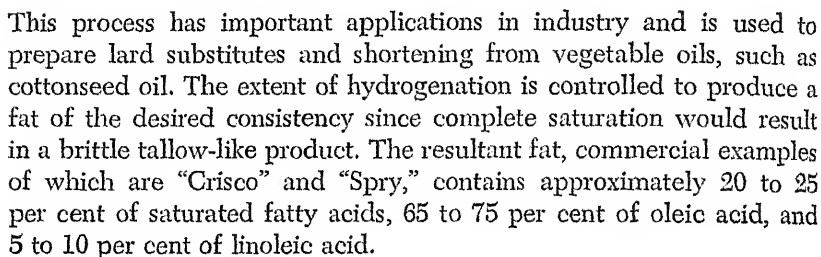 This process has important applications in industry and is used to
prepare lard substitutes and shortening from vegetable oils, such as
cottonseed oil. The extent of hydrogenation is controlled to produce a
fat of the desired consistency since complete saturation would result
in a brittle tallow-like product. The resultant fat, commercial examples
of which are “Crisco” and “Spry,” contains approximately 20 to 25
per cent of saturated fatty acids, 65 to 75 per cent of oleic acid, and
5 to 10 per cent of linoleic acid.